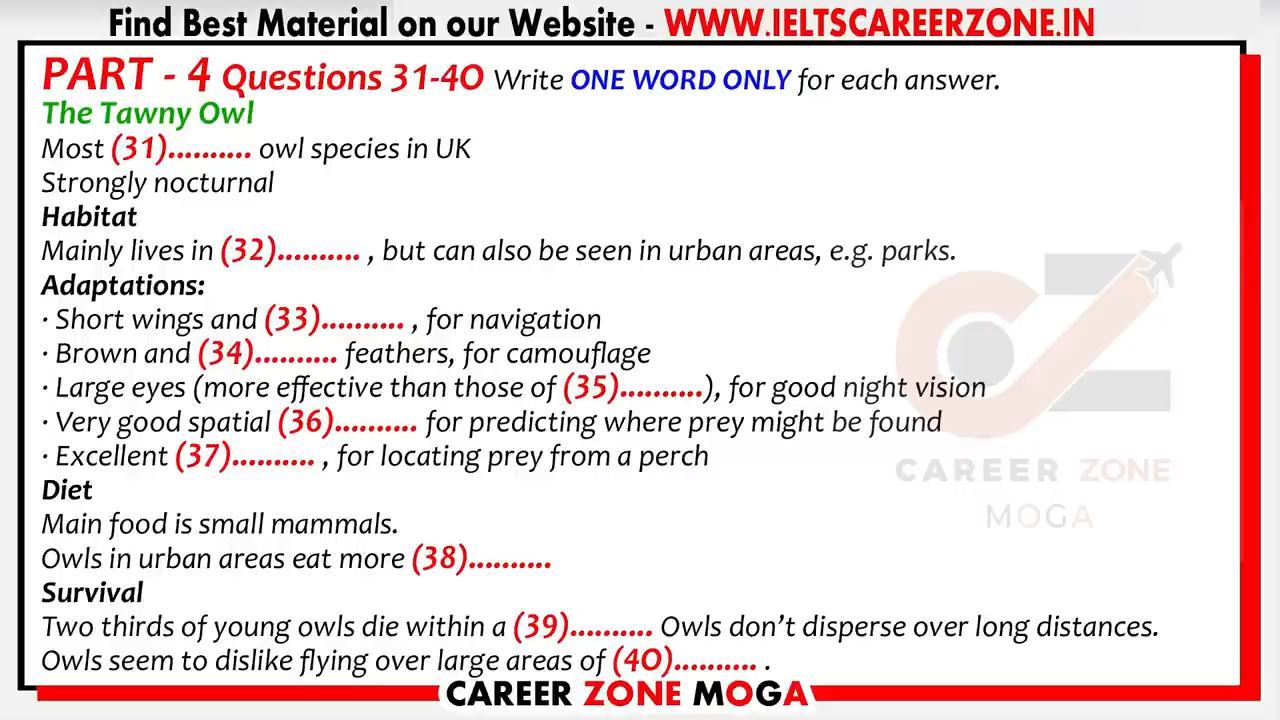 Find Best Material on our Website - WWW.IELTSCAREERZONE.IN
PART - 4 Questions 31-40 Write ONE WORD ONLY for each answer.
The Tawny Owl
Most (31).......... owl species in UK
Strongly nocturnal
Habitat
Mainly lives in (32).......... , but can also be seen in urban areas, e.g. parks.
Adaptations:
· Short wings and (33).......... , for navigation
· Brown and (34).......... feathers, for camouflage
· Large eyes (more effective than those of (35)..........), for good night vision
· Very good spatial (36).......... for predicting where prey might be found
· Excellent (37).......... , for locating prey from a perch
CAREER ZONE
MOGA
Diet
Main food is small mammals.
Owls in urban areas eat more (38)..........
Survival
Two thirds of young owls die within a (39).......... Owls don’t disperse over long distances.
Owls seem to dislike flying over large areas of (40).......... .
CAREER ZONE MOGA